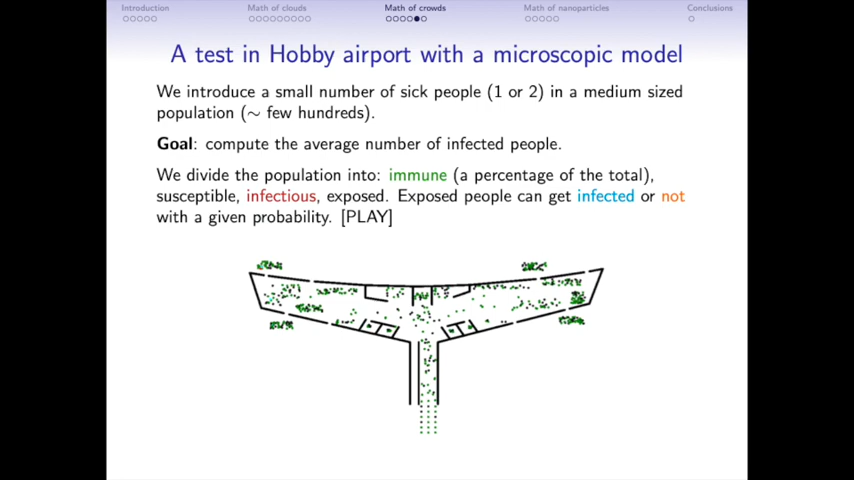 Introduction
Math of clouds
Math of crowds
Math of nanoparticles
Conclusions
A test in Hobby airport with a microscopic model
We introduce a small number of sick people (1 or 2) in a medium sized
population (∼ few hundreds).
Goal: compute the average number of infected people.
We divide the population into: immune (a percentage of the total),
susceptible, infectious, exposed. Exposed people can get infected or not
with a given probability. [PLAY]